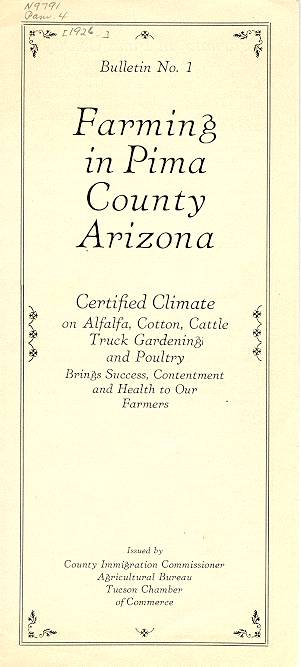 N9791
Pam. 4
[1926]
Bulletin No. 1
Farming
in Pima
County
Arizona
Certified Climate
on Alfalfa, Cotton, Cattle
Truck Gardening
and Poultry
Brings Success, Contentment
and Health to Our
Farmers
Issued by
County Immigration Commissioner
Agricultural Bureau
Tucson Chamber
of Commerce